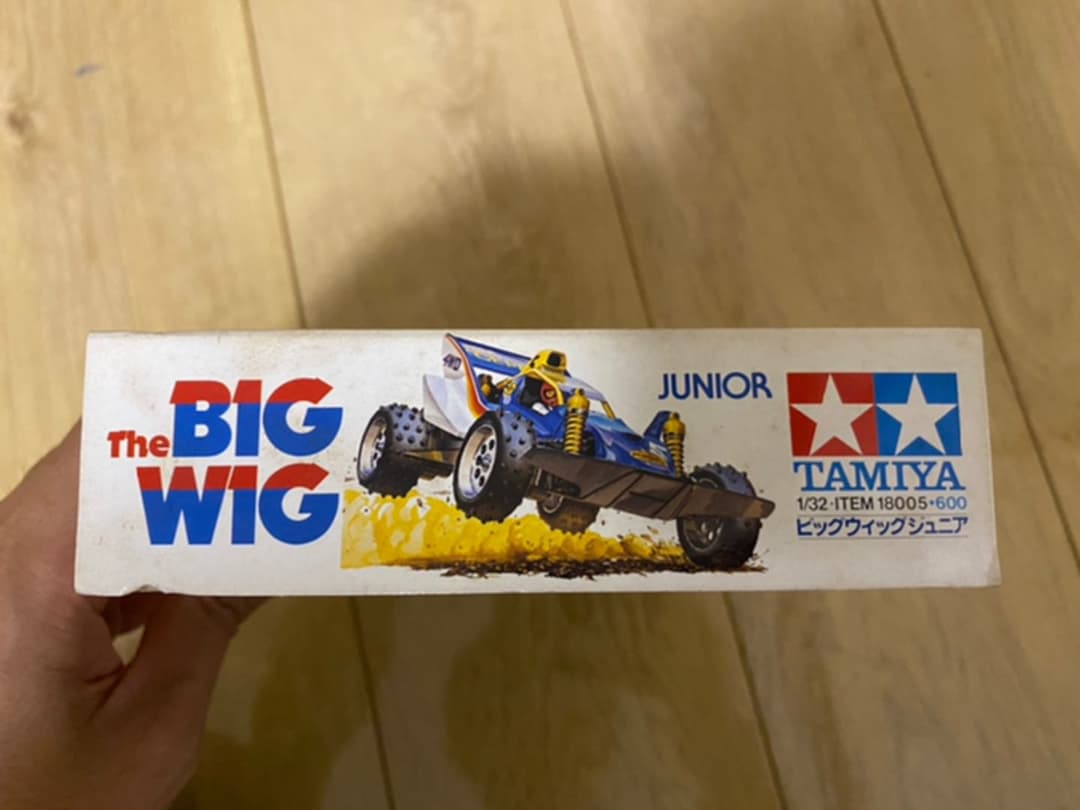 The BIG
WIG
4WD
JUNIOR
TAMIYA
1/32・ITEM 18005・600
ビッグウィッグジュニア